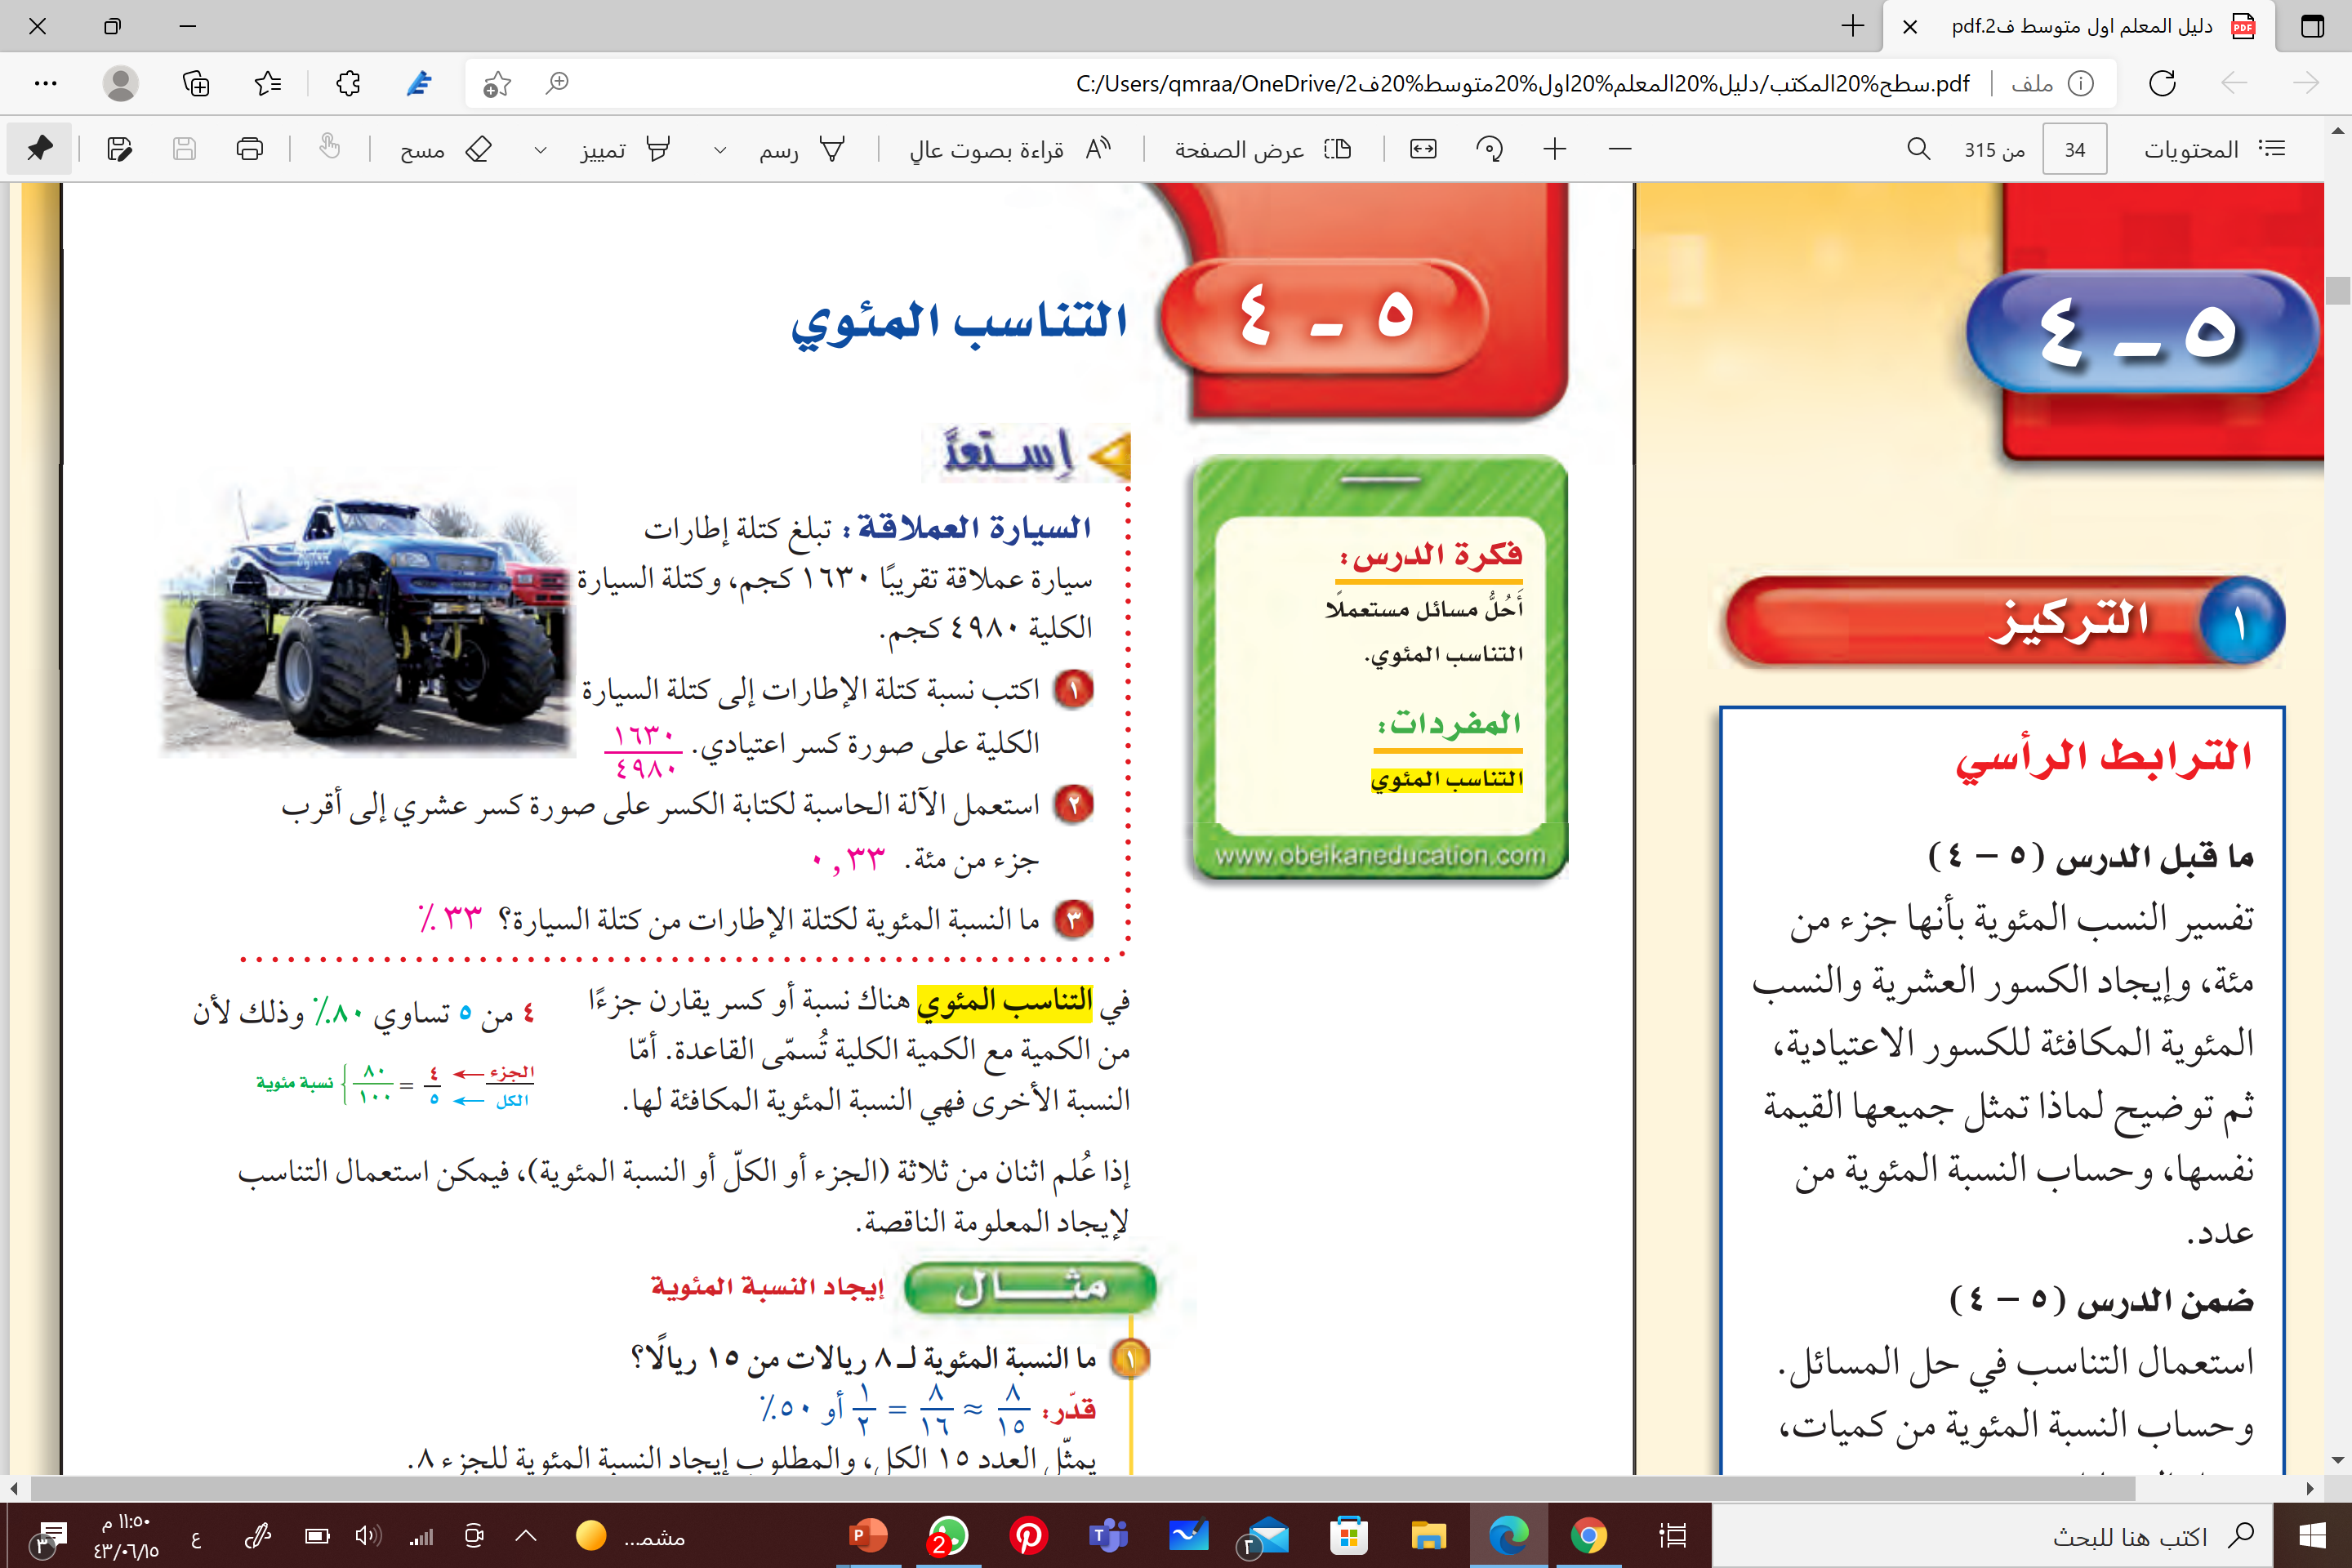 دليل المعلم اول متوسط ف2.pdf
ملف
C:/Users/qmraa/OneDrive/سطح%20المكتب/دليل%20المعلم%20اول%20متوسط%20ف2.pdf
المحتويات
34
من 315
عرض الصفحة
قراءة بصوت عالٍ
رسم
تمييز
مسح
٥ - ٤
١ التركيز
الترابط الرأسي
ما قبل الدرس (٥ - ٤)
تفسير النسب المئوية بأنها جزء من
مئة، وإيجاد الكسور العشرية والنسب
المئوية المكافئة للكسور الاعتيادية،
ثم توضيح لماذا تمثل جميعها القيمة
نفسها، وحساب النسبة المئوية من
عدد.
ضمن الدرس (٥ - ٤)
استعمال التناسب في حل المسائل.
وحساب النسبة المئوية من كميات،
٥ - ٤
التناسب المئوي
فكرة الدرس:
أَحُلُّ مسائل مستعملًا
التناسب المئوي.
المفردات:
التناسب المئوي
www.obeikaneducation.com
اِستعدَّ
السيارة العملاقة: تبلغ كتلة إطارات
سيارة عملاقة تقريبًا ١٦٣٠ كجم، وكتلة السيارة
الكلية ٤٩٨٠ كجم.
١ اكتب نسبة كتلة الإطارات إلى كتلة السيارة
الكلية على صورة كسر اعتيادي. ١٦٣٠/٤٩٨٠
٢ استعمل الآلة الحاسبة لكتابة الكسر على صورة كسر عشري إلى أقرب
جزء من مئة. ٠,٣٣
٣ ما النسبة المئوية لكتلة الإطارات من كتلة السيارة؟ ٣٣٪
في التناسب المئوي هناك نسبة أو كسر يقارن جزءًا
من الكمية مع الكمية الكلية تُسمّى القاعدة. أمّا
النسبة الأخرى فهي النسبة المئوية المكافئة لها.
٤ من ٥ تساوي ٨٠٪ وذلك لأن
الجزء ← ٤ = ٨٠ نسبة مئوية
الكل ← ٥ ١٠٠
إذا عُلم اثنان من ثلاثة (الجزء أو الكلّ أو النسبة المئوية)، فيمكن استعمال التناسب
لإيجاد المعلومة الناقصة.
مثال إيجاد النسبة المئوية
١ ما النسبة المئوية لـ ٨ ريالات من ١٥ ريالًا؟
قدّر: ٨/١٥ ≈ ٨/١٦ = ١/٢ أو ٥٠٪
يمثّل العدد ١٥ الكل، والمطلوب إيجاد النسبة المئوية للجزء ٨.
اكتب هنا للبحث
مشمـ...
ع
١١:٥٠ م
٤٣/٠٦/١٥